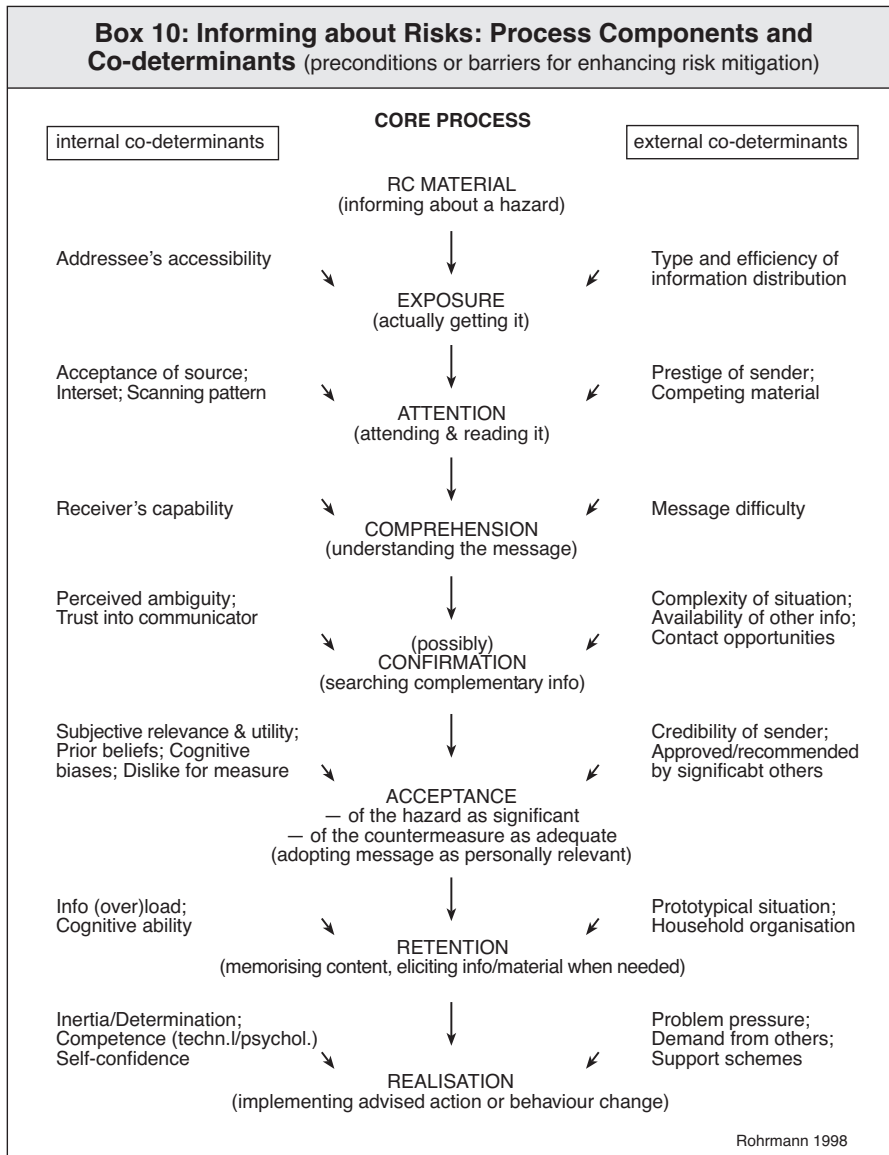 Box 10: Informing about Risks: Process Components and
Co-determinants (preconditions or barriers for enhancing risk mitigation)
CORE PROCESS
internal co-determinants
external co-determinants
RC MATERIAL
(informing about a hazard)
Addressee's accessibility
Type and efficiency of
information distribution
EXPOSURE
(actually getting it)
Acceptance of source;
Interset; Scanning pattern
Prestige of sender;
Competing material
ATTENTION
(attending & reading it)
Receiver's capability
Message difficulty
COMPREHENSION
(understanding the message)
Perceived ambiguity;
Trust into communicator
Complexity of situation;
Availability of other info;
Contact opportunities
(possibly)
CONFIRMATION
(searching complementary info)
Subjective relevance & utility;
Prior beliefs; Cognitive
biases; Dislike for measure
Credibility of sender;
Approved/recommended
by significabt others
ACCEPTANCE
— of the hazard as significant
— of the countermeasure as adequate
(adopting message as personally relevant)
Info (over)load;
Cognitive ability
Prototypical situation;
Household organisation
RETENTION
(memorising content, eliciting info/material when needed)
Inertia/Determination;
Competence (techn.l/psychol.)
Self-confidence
Problem pressure;
Demand from others;
Support schemes
REALISATION
(implementing advised action or behaviour change)
Rohrmann 1998